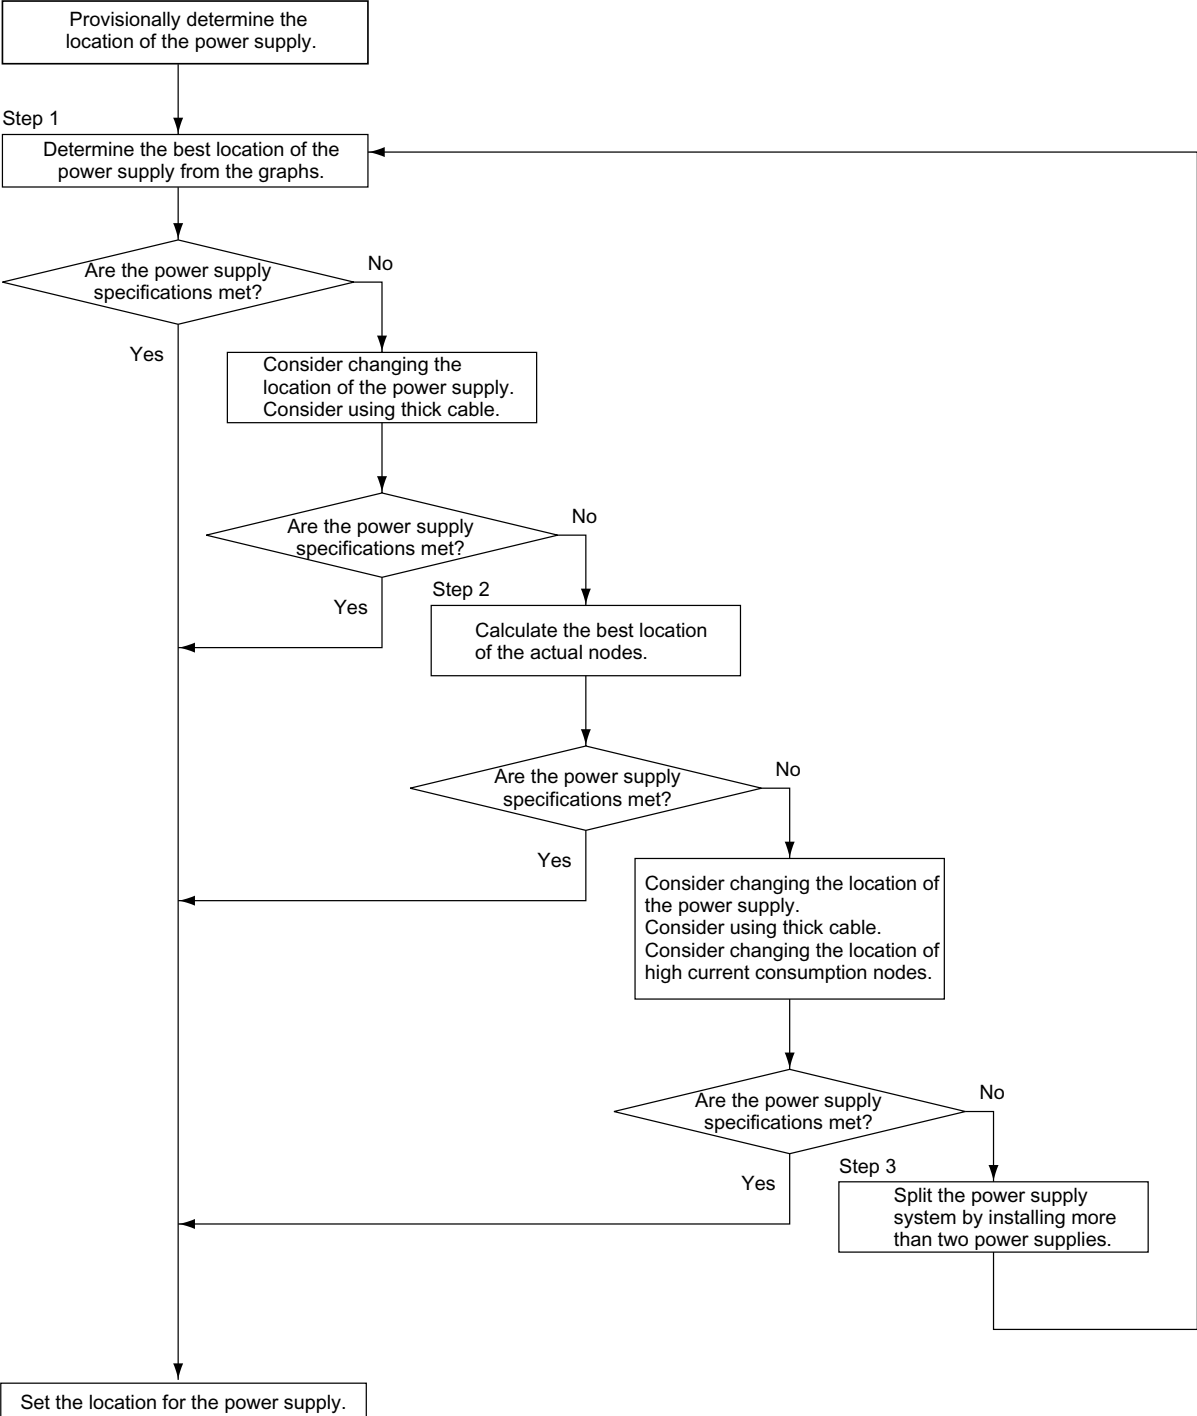 Provisionally determine the
location of the power supply.
Step 1
Determine the best location of the
power supply from the graphs.
Are the power supply
specifications met?
No
Yes
Consider changing the
location of the power supply.
Consider using thick cable.
Are the power supply
specifications met?
No
Yes
Step 2
Calculate the best location
of the actual nodes.
Are the power supply
specifications met?
No
Yes
Consider changing the location of
the power supply.
Consider using thick cable.
Consider changing the location of
high current consumption nodes.
Are the power supply
specifications met?
No
Yes
Step 3
Split the power supply
system by installing more
than two power supplies.
Set the location for the power supply.